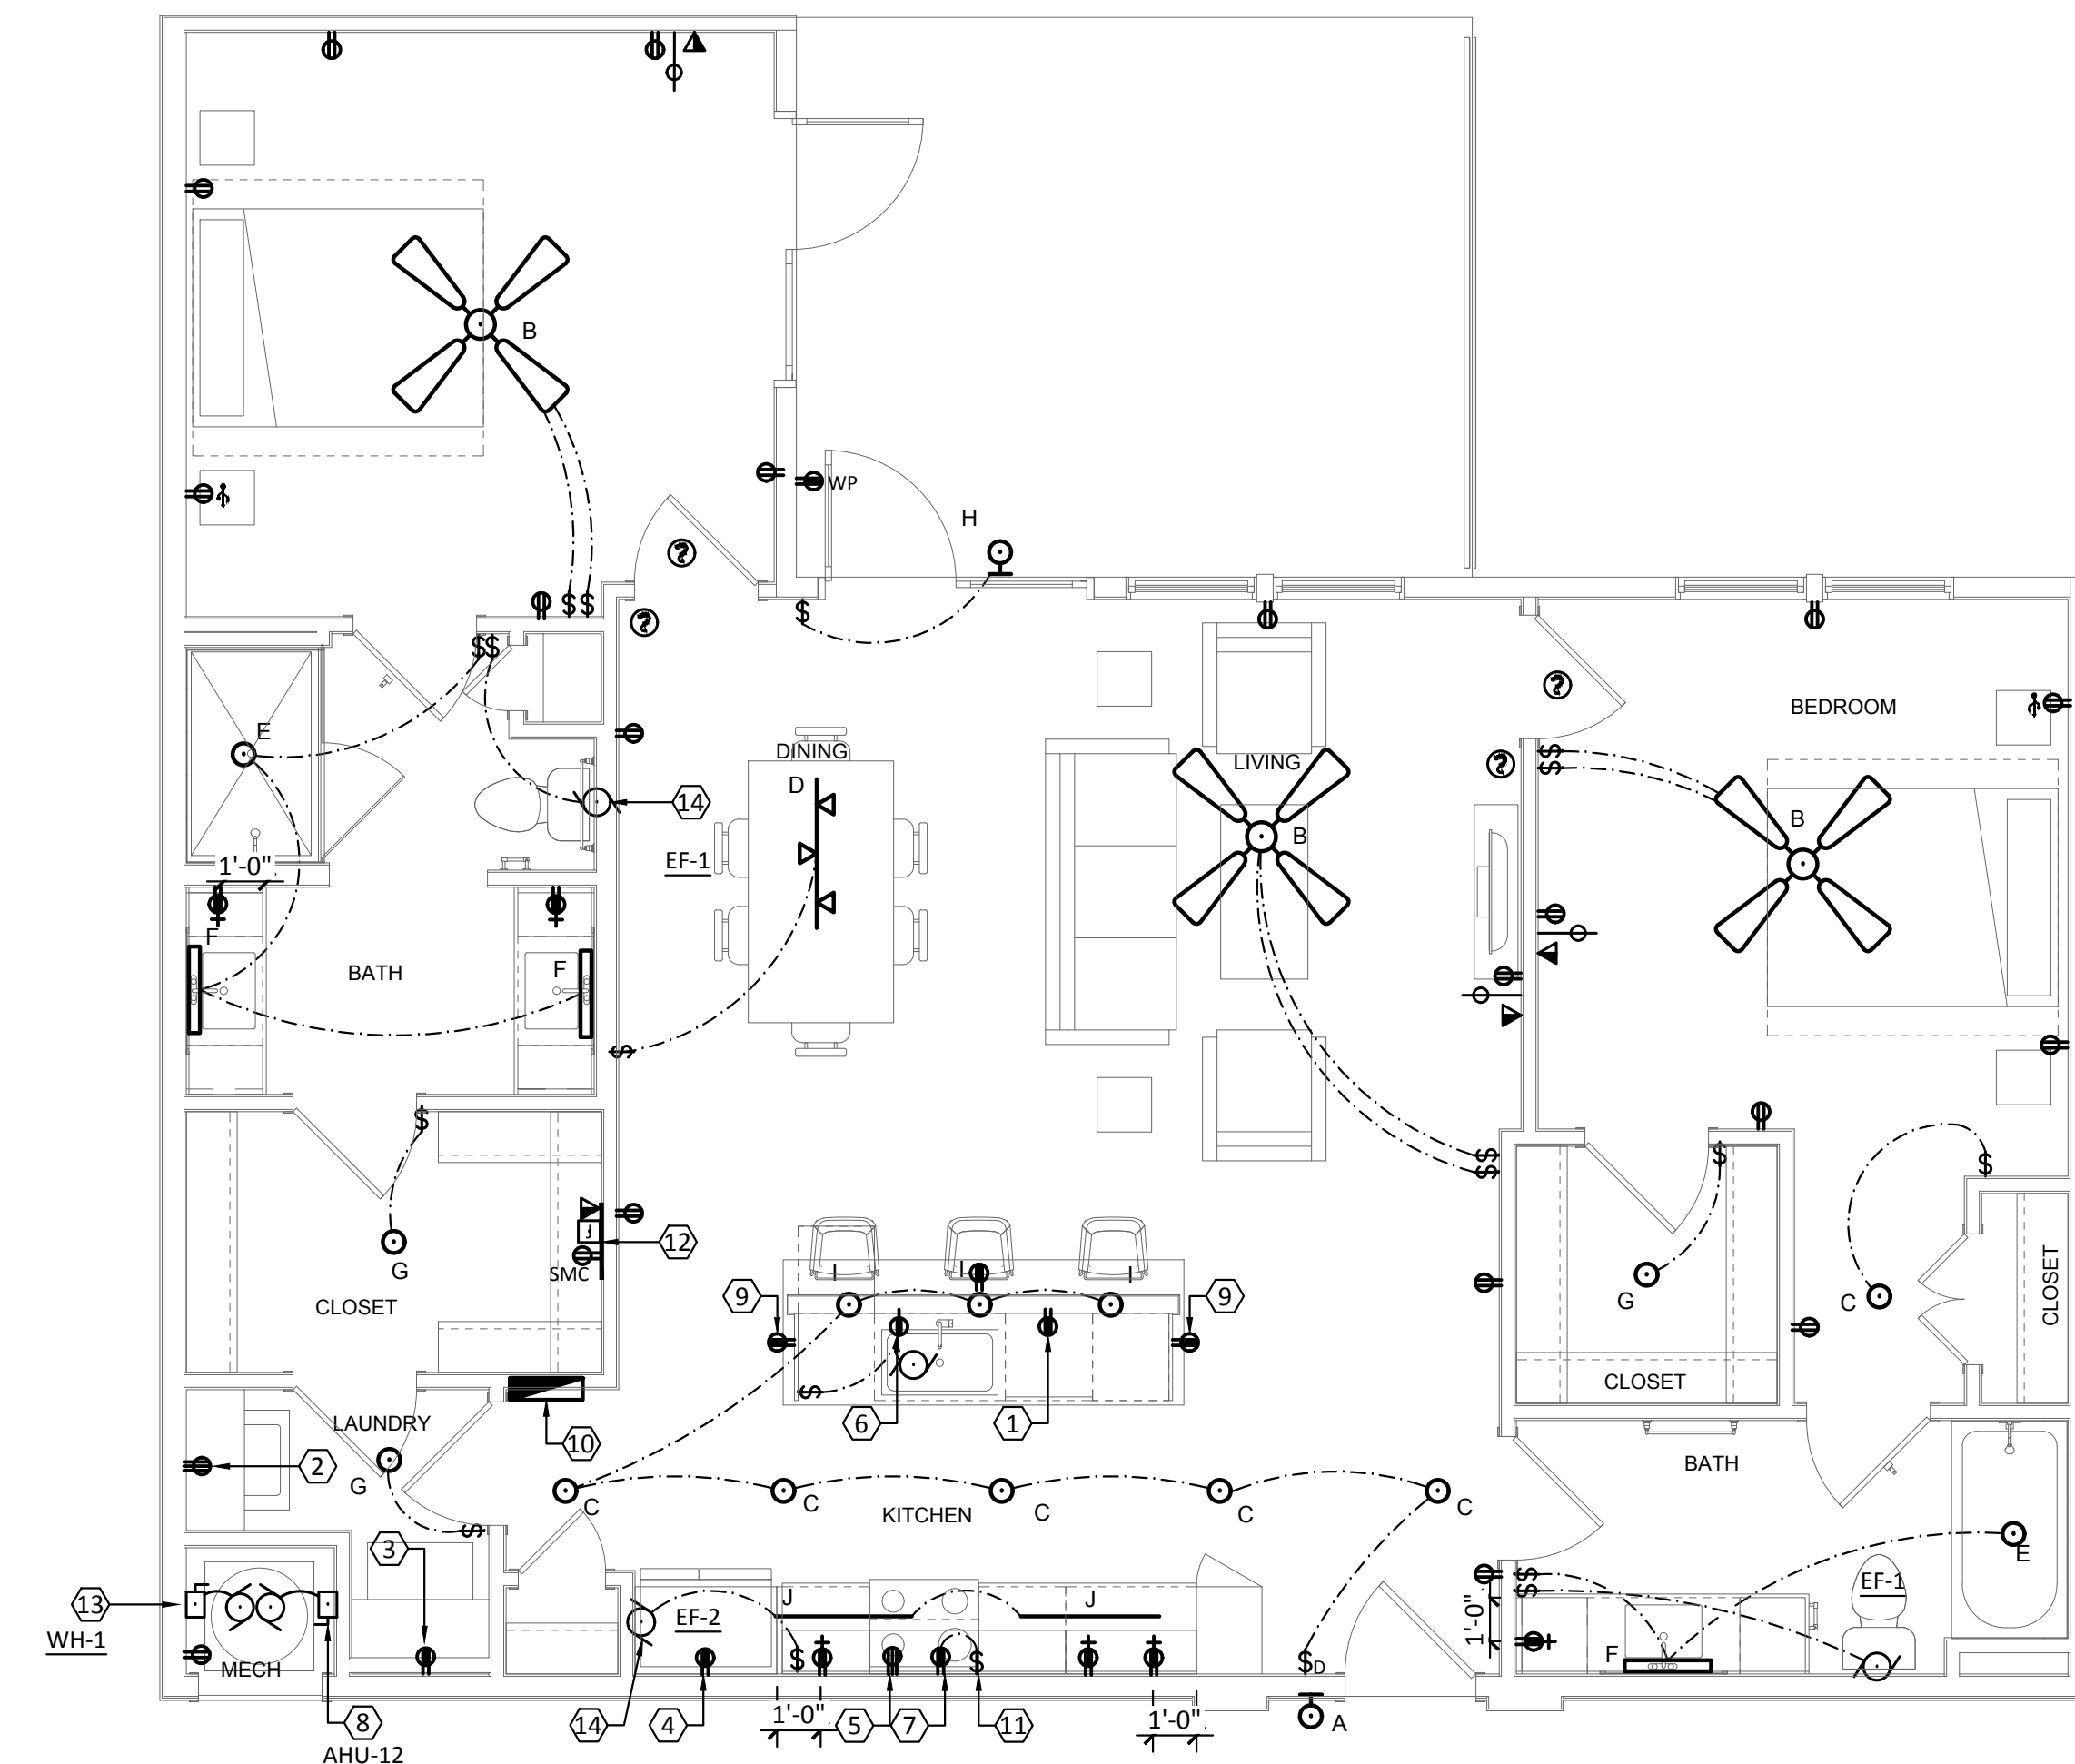 B
WP
H
BEDROOM
E
DINING
LIVING
D
14
B
B
1'-0"
EF-1
F
F
BATH
$
$
$
$
$
$
$
$
$
$
$
$
$
J
12
SMC
G
CLOSET
I
I
I
9
9
G
C
CLOSET
CLOSET
6
1
10
LAUNDRY
G
2
BATH
C
C
C
C
C
KITCHEN
3
E
13
WH-1
EF-2
J
J
EF-1
1'-0"
F
MECH
$
$
$D
8
AHU-12
14
4
1'-0"
5
7
11
1'-0"
A